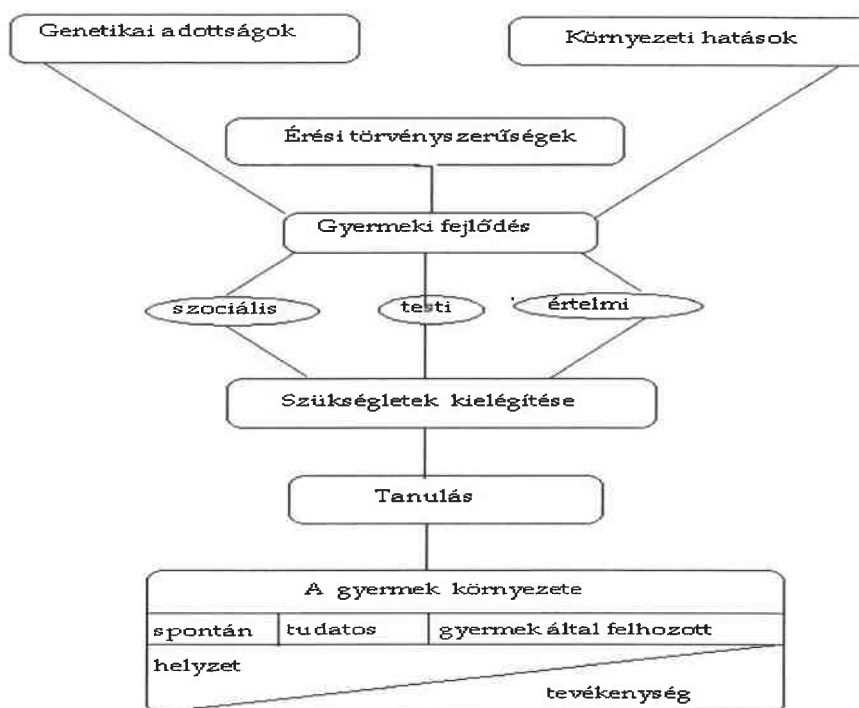 Genetikai adottságok
Környezeti hatások
Érési törvényszerűségek
Gyermeki fejlődés
szociális
testi
értelmi
Szükségletek kielégítése
Tanulás
A gyermek környezete
spontán
tudatos
gyermek által felhozott
helyzet
tevékenység